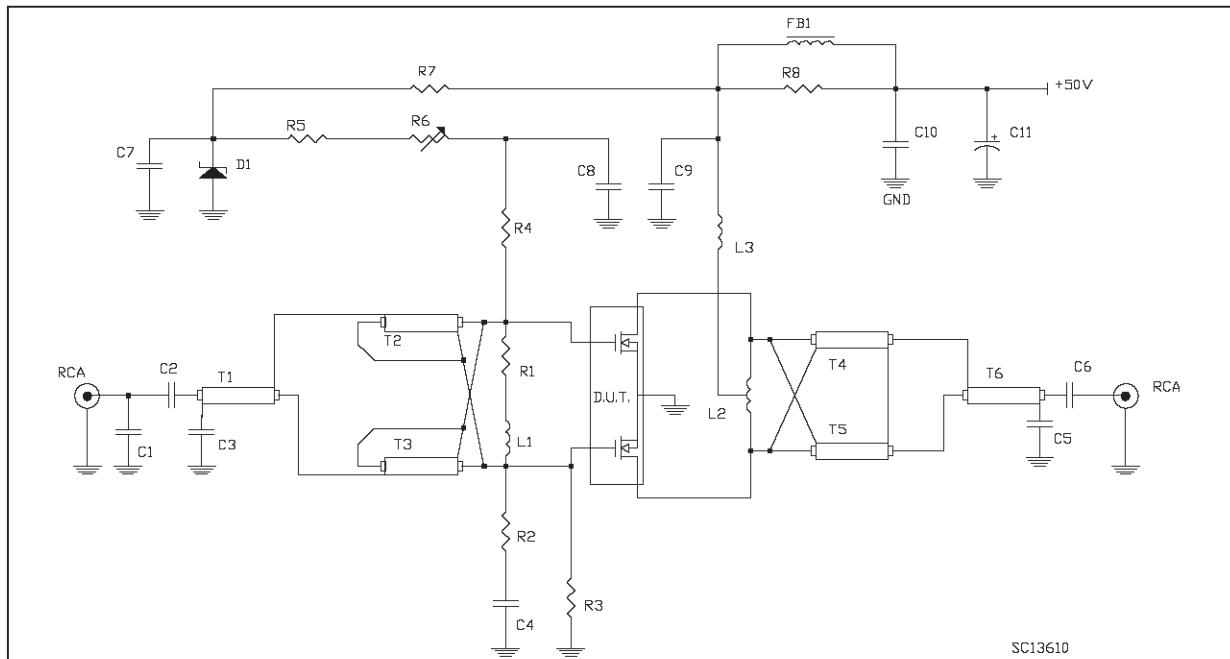 FB1
R7
R8
+50V
R5
R6
C7
D1
C8
C9
C10
C11
GND
R4
L3
T2
RCA
C2
T1
R1
D.U.T.
T4
T6
C6
RCA
L2
C1
C3
T3
L1
T5
C5
R2
R3
C4
SC13610